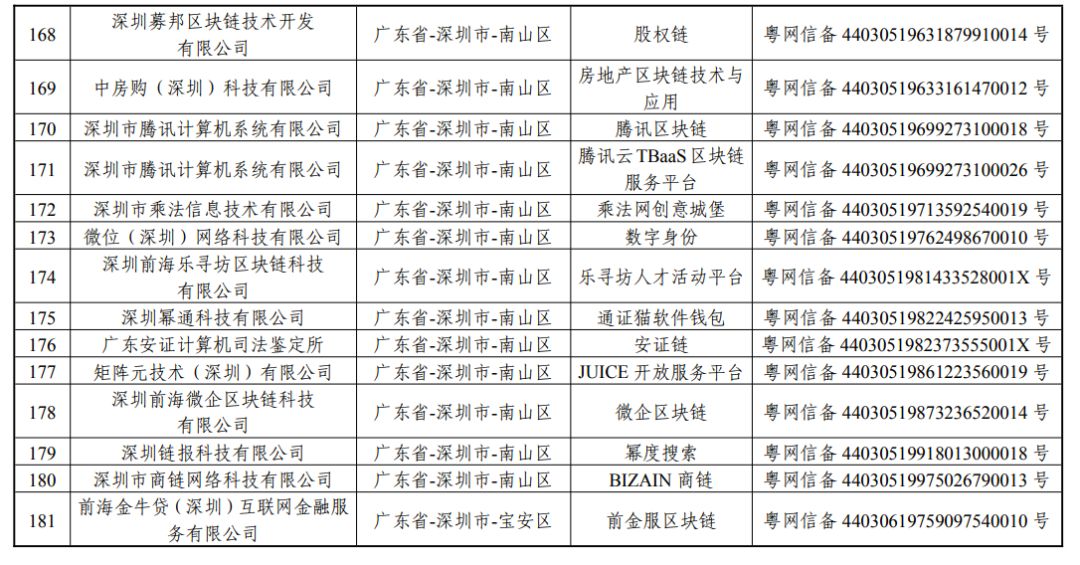 168 深圳募邦区块链技术开发有限公司 广东省-深圳市-南山区 股权链 粤网信备 44030519631879910014 号
169 中房购（深圳）科技有限公司 广东省-深圳市-南山区 房地产区块链技术与应用 粤网信备 44030519633161470012 号
170 深圳市腾讯计算机系统有限公司 广东省-深圳市-南山区 腾讯区块链 粤网信备 44030519699273100018 号
171 深圳市腾讯计算机系统有限公司 广东省-深圳市-南山区 腾讯云 TBaaS 区块链服务平台 粤网信备 44030519699273100026 号
172 深圳市乘法信息技术有限公司 广东省-深圳市-南山区 乘法网创意城堡 粤网信备 44030519713592540019 号
173 微位（深圳）网络科技有限公司 广东省-深圳市-南山区 数字身份 粤网信备 44030519762498670010 号
174 深圳前海乐寻坊区块链科技有限公司 广东省-深圳市-南山区 乐寻坊人才活动平台 粤网信备 4403051981433528001X 号
175 深圳幂通科技有限公司 广东省-深圳市-南山区 通证猫软件钱包 粤网信备 44030519822425950013 号
176 广东安证计算机司法鉴定所 广东省-深圳市-南山区 安证链 粤网信备 4403051982373555001X 号
177 矩阵元技术（深圳）有限公司 广东省-深圳市-南山区 JUICE 开放服务平台 粤网信备 44030519861223560019 号
178 深圳前海微企区块链科技有限公司 广东省-深圳市-南山区 微企区块链 粤网信备 44030519873236520014 号
179 深圳链报科技有限公司 广东省-深圳市-南山区 幂度搜索 粤网信备 44030519918013000018 号
180 深圳市商链网络科技有限公司 广东省-深圳市-南山区 BIZAIN 商链 粤网信备 44030519975026790013 号
181 前海金牛贷（深圳）互联网金融服务有限公司 广东省-深圳市-宝安区 前金服区块链 粤网信备 44030619759097540010 号